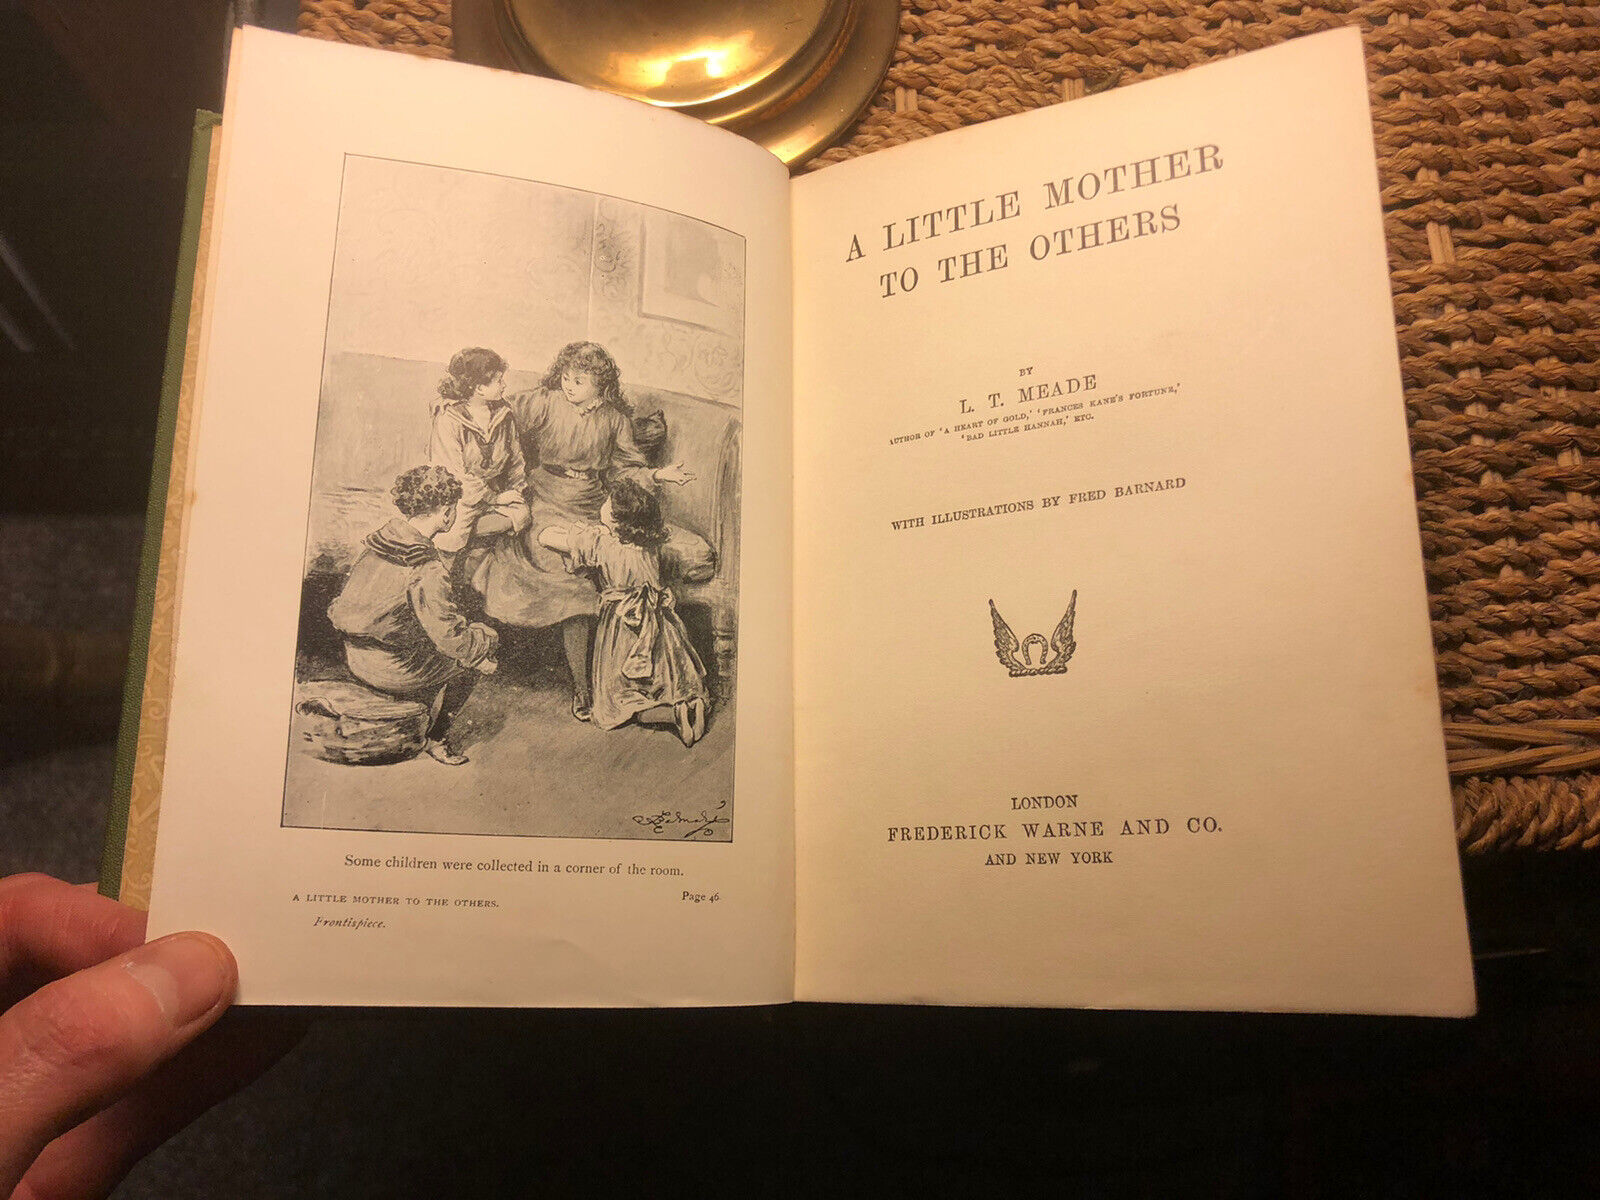 Some children were collected in a corner of the room.
A LITTLE MOTHER TO THE OTHERS. Page 46
Frontispiece.
A LITTLE MOTHER
TO THE OTHERS
BY
L. T. MEADE
AUTHOR OF 'A HEART OF GOLD,' 'FRANCES KANE'S FORTUNE,'
'BAD LITTLE HANNAH,' ETC.
WITH ILLUSTRATIONS BY FRED BARNARD
LONDON
FREDERICK WARNE AND CO.
AND NEW YORK